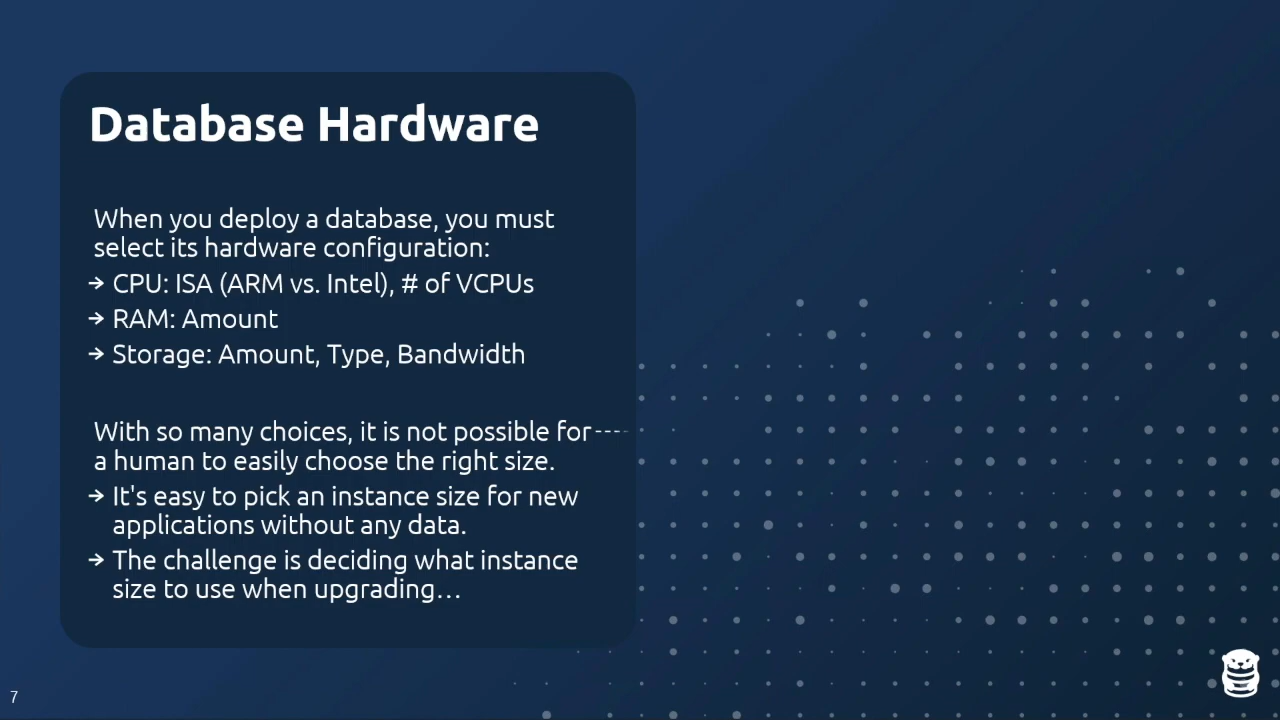 Database Hardware
When you deploy a database, you must
select its hardware configuration:
→ CPU: ISA (ARM vs. Intel), # of VCPUs
→ RAM: Amount
→ Storage: Amount, Type, Bandwidth
With so many choices, it is not possible for
a human to easily choose the right size.
→ It's easy to pick an instance size for new
applications without any data.
→ The challenge is deciding what instance
size to use when upgrading…
7